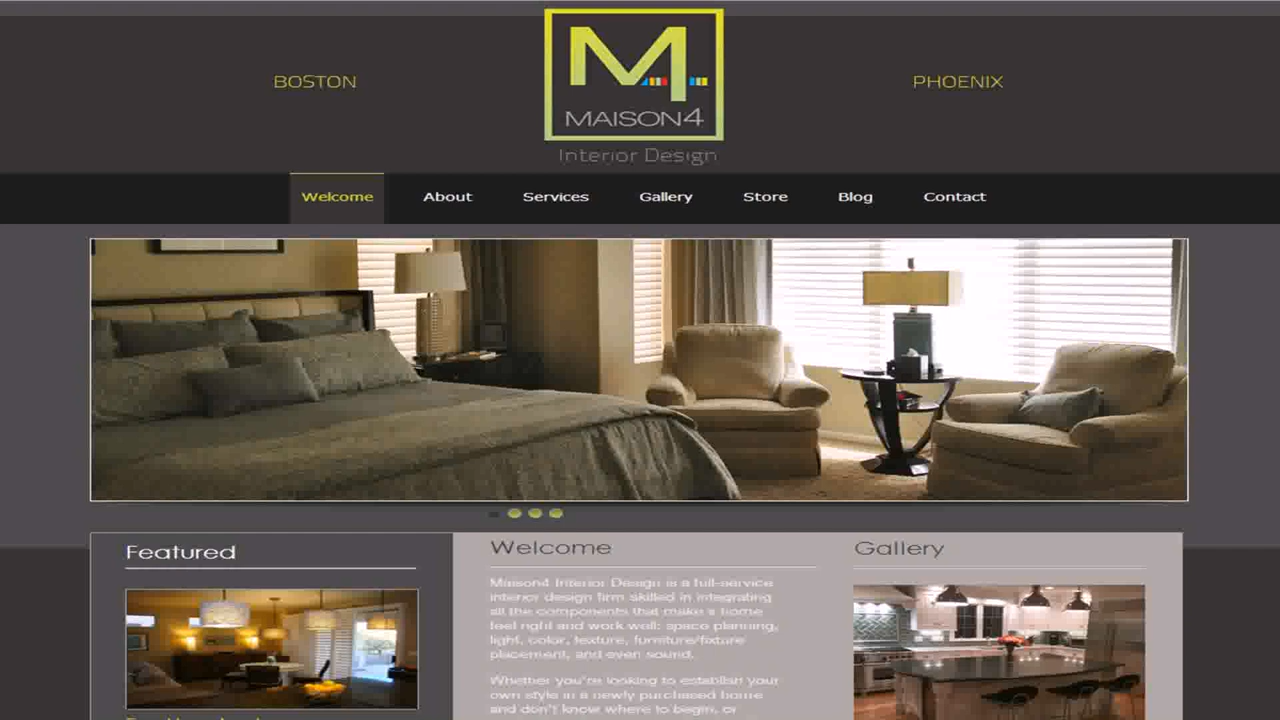 BOSTON
M4
MAISON4
Interior Design
PHOENIX
Welcome About Services Gallery Store Blog Contact
Featured
Welcome
Maison4 Interior Design is a full-service
interior design firm skilled in integrating
all the components that make a home
feel right and work well: space planning,
light, color, texture, furniture/fixture
placement, and even sound.
Whether you're looking to establish your
own style in a newly purchased home
and don't know where to begin, or
Gallery